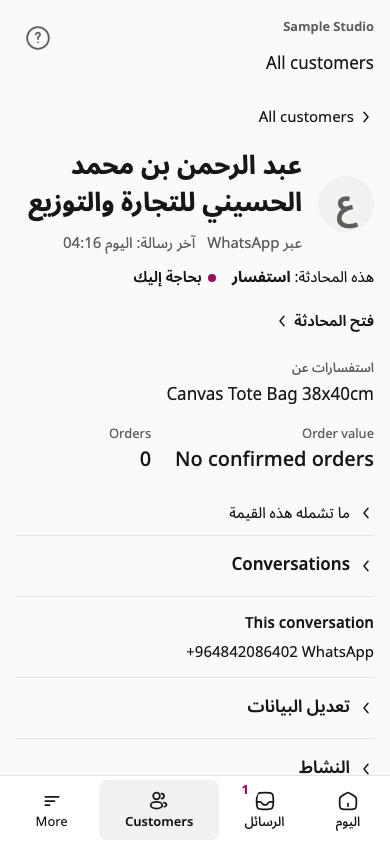 Sample Studio
All customers
All customers
عبد الرحمن بن محمد
الحسيني للتجارة والتوزيع
ع
عبر WhatsApp آخر رسالة: اليوم 04:16
هذه المحادثة: استفسار بحاجة إليك
فتح المحادثة
استفسارات عن
Canvas Tote Bag 38x40cm
Order value Orders
No confirmed orders 0
ما تشمله هذه القيمة
Conversations
This conversation
+964842086402 WhatsApp
تعديل البيانات
النشاط
1
اليوم الرسائل Customers More